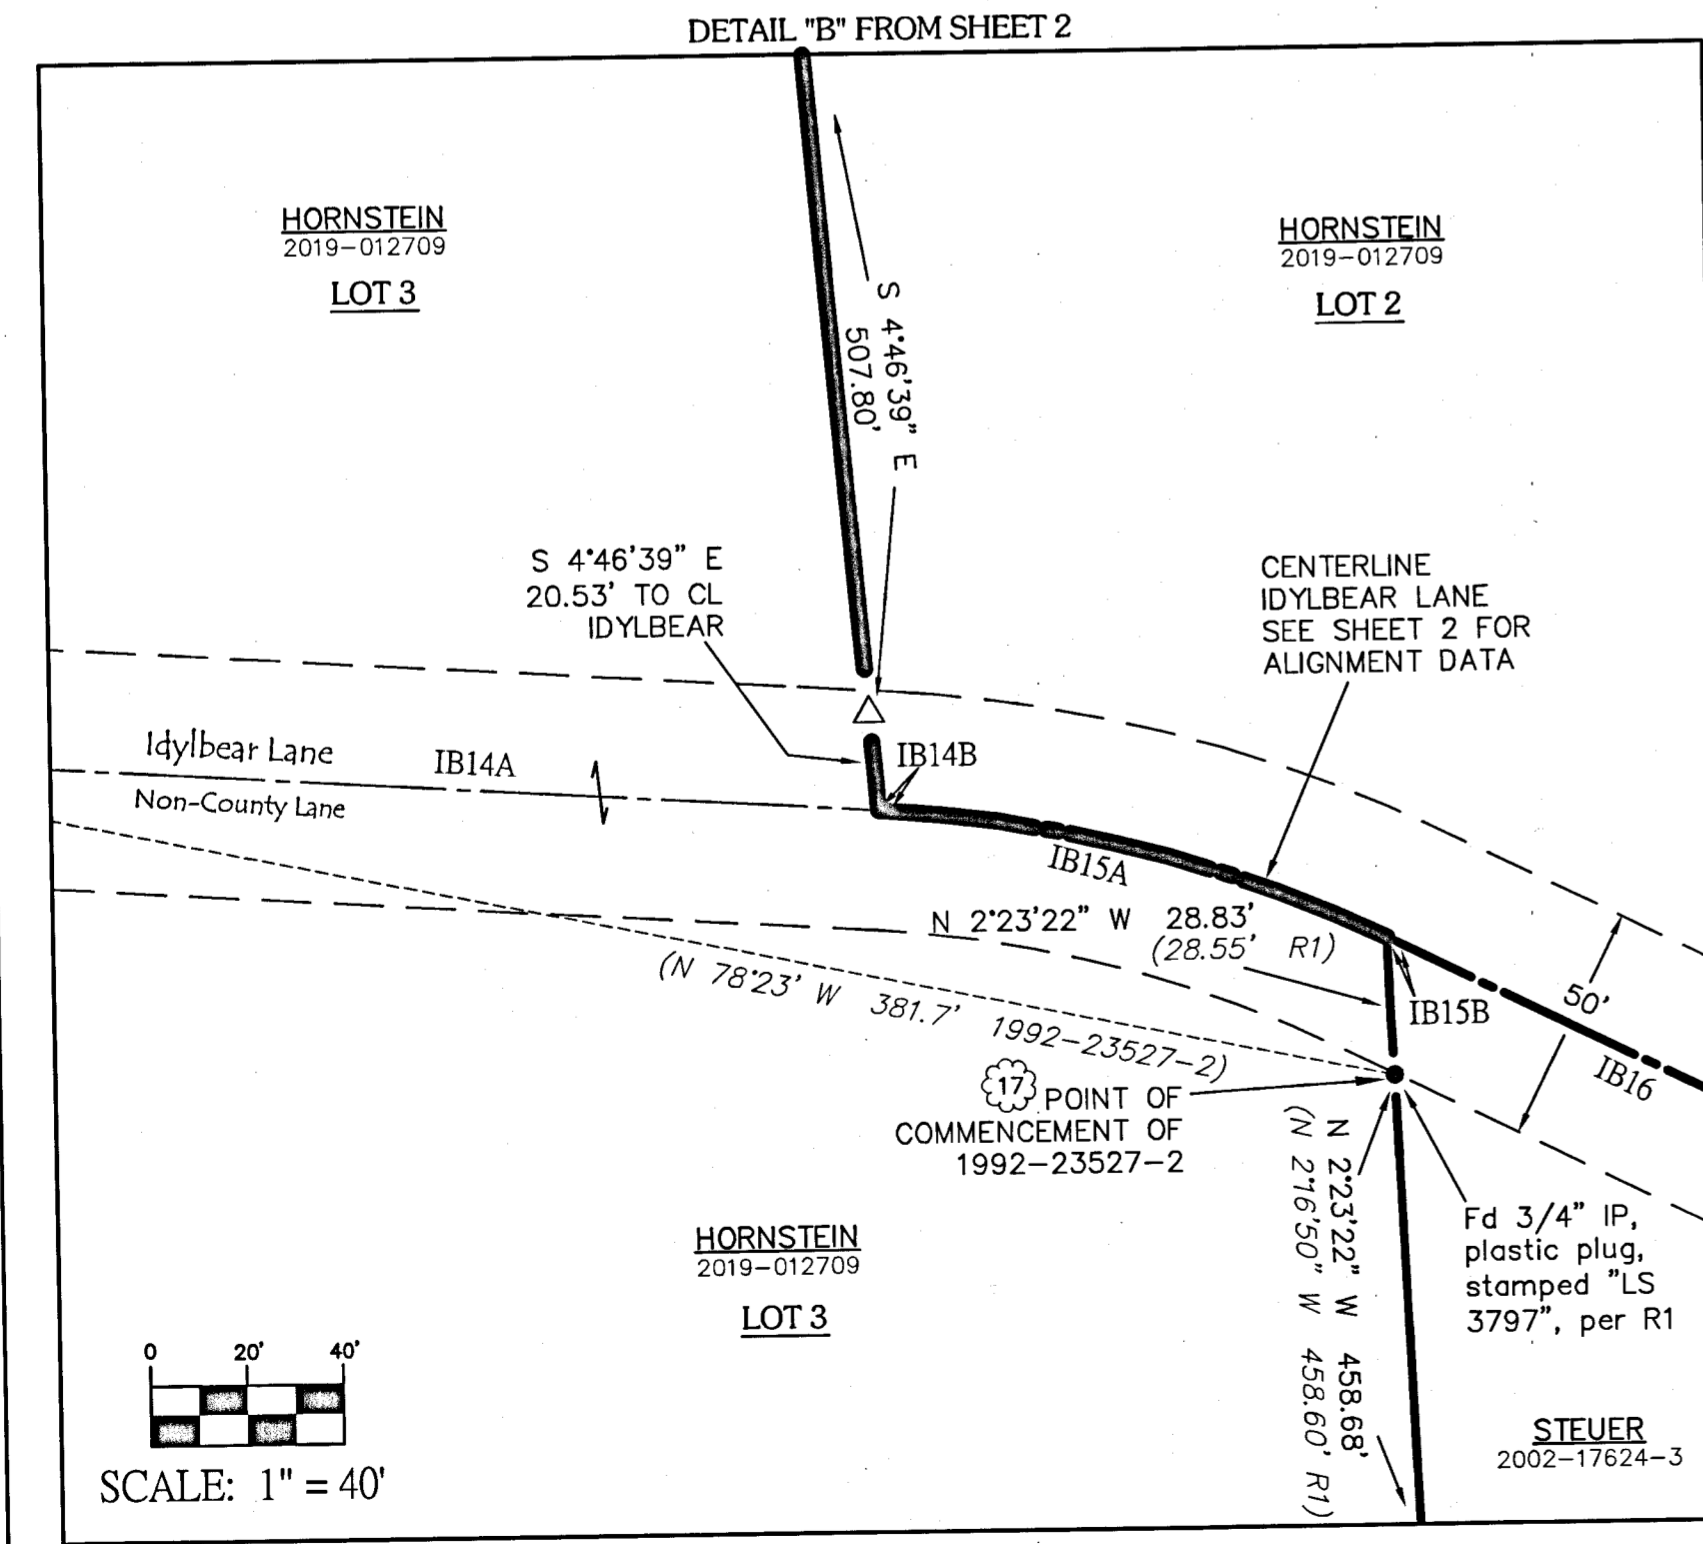 DETAIL "B" FROM SHEET 2
HORNSTEIN
2019-012709
LOT 3
HORNSTEIN
2019-012709
LOT 2
S 4°46'39" E
507.80'
S 4°46'39" E
20.53' TO CL
IDYLBEAR
CENTERLINE
IDYLBEAR LANE
SEE SHEET 2 FOR
ALIGNMENT DATA
Idylbear Lane
Non-County Lane
IB14A
IB14B
IB15A
N 2°23'22" W 28.83'
(28.55' R1)
(N 78°23' W 381.7' 1992-23527-2)
IB15B
50'
IB16
17 POINT OF
COMMENCEMENT OF
1992-23527-2
N 2°23'22" W 458.68'
(N 2°16'50" W 458.60' R1)
Fd 3/4" IP,
plastic plug,
stamped "LS
3797", per R1
HORNSTEIN
2019-012709
LOT 3
STEUER
2002-17624-3
0 20' 40'
SCALE: 1" = 40'